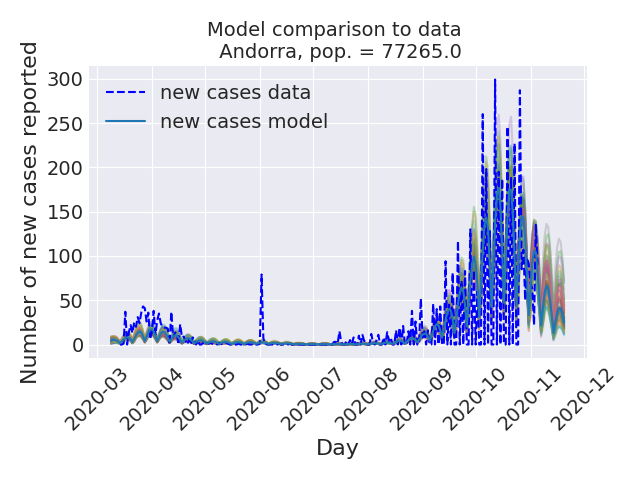 Model comparison to data
Andorra, pop. = 77265.0
Number of new cases reported
300
250
200
150
100
50
0
new cases data
new cases model
2020-03
2020-04
2020-05
2020-06
2020-07
2020-08
2020-09
2020-10
2020-11
2020-12
Day